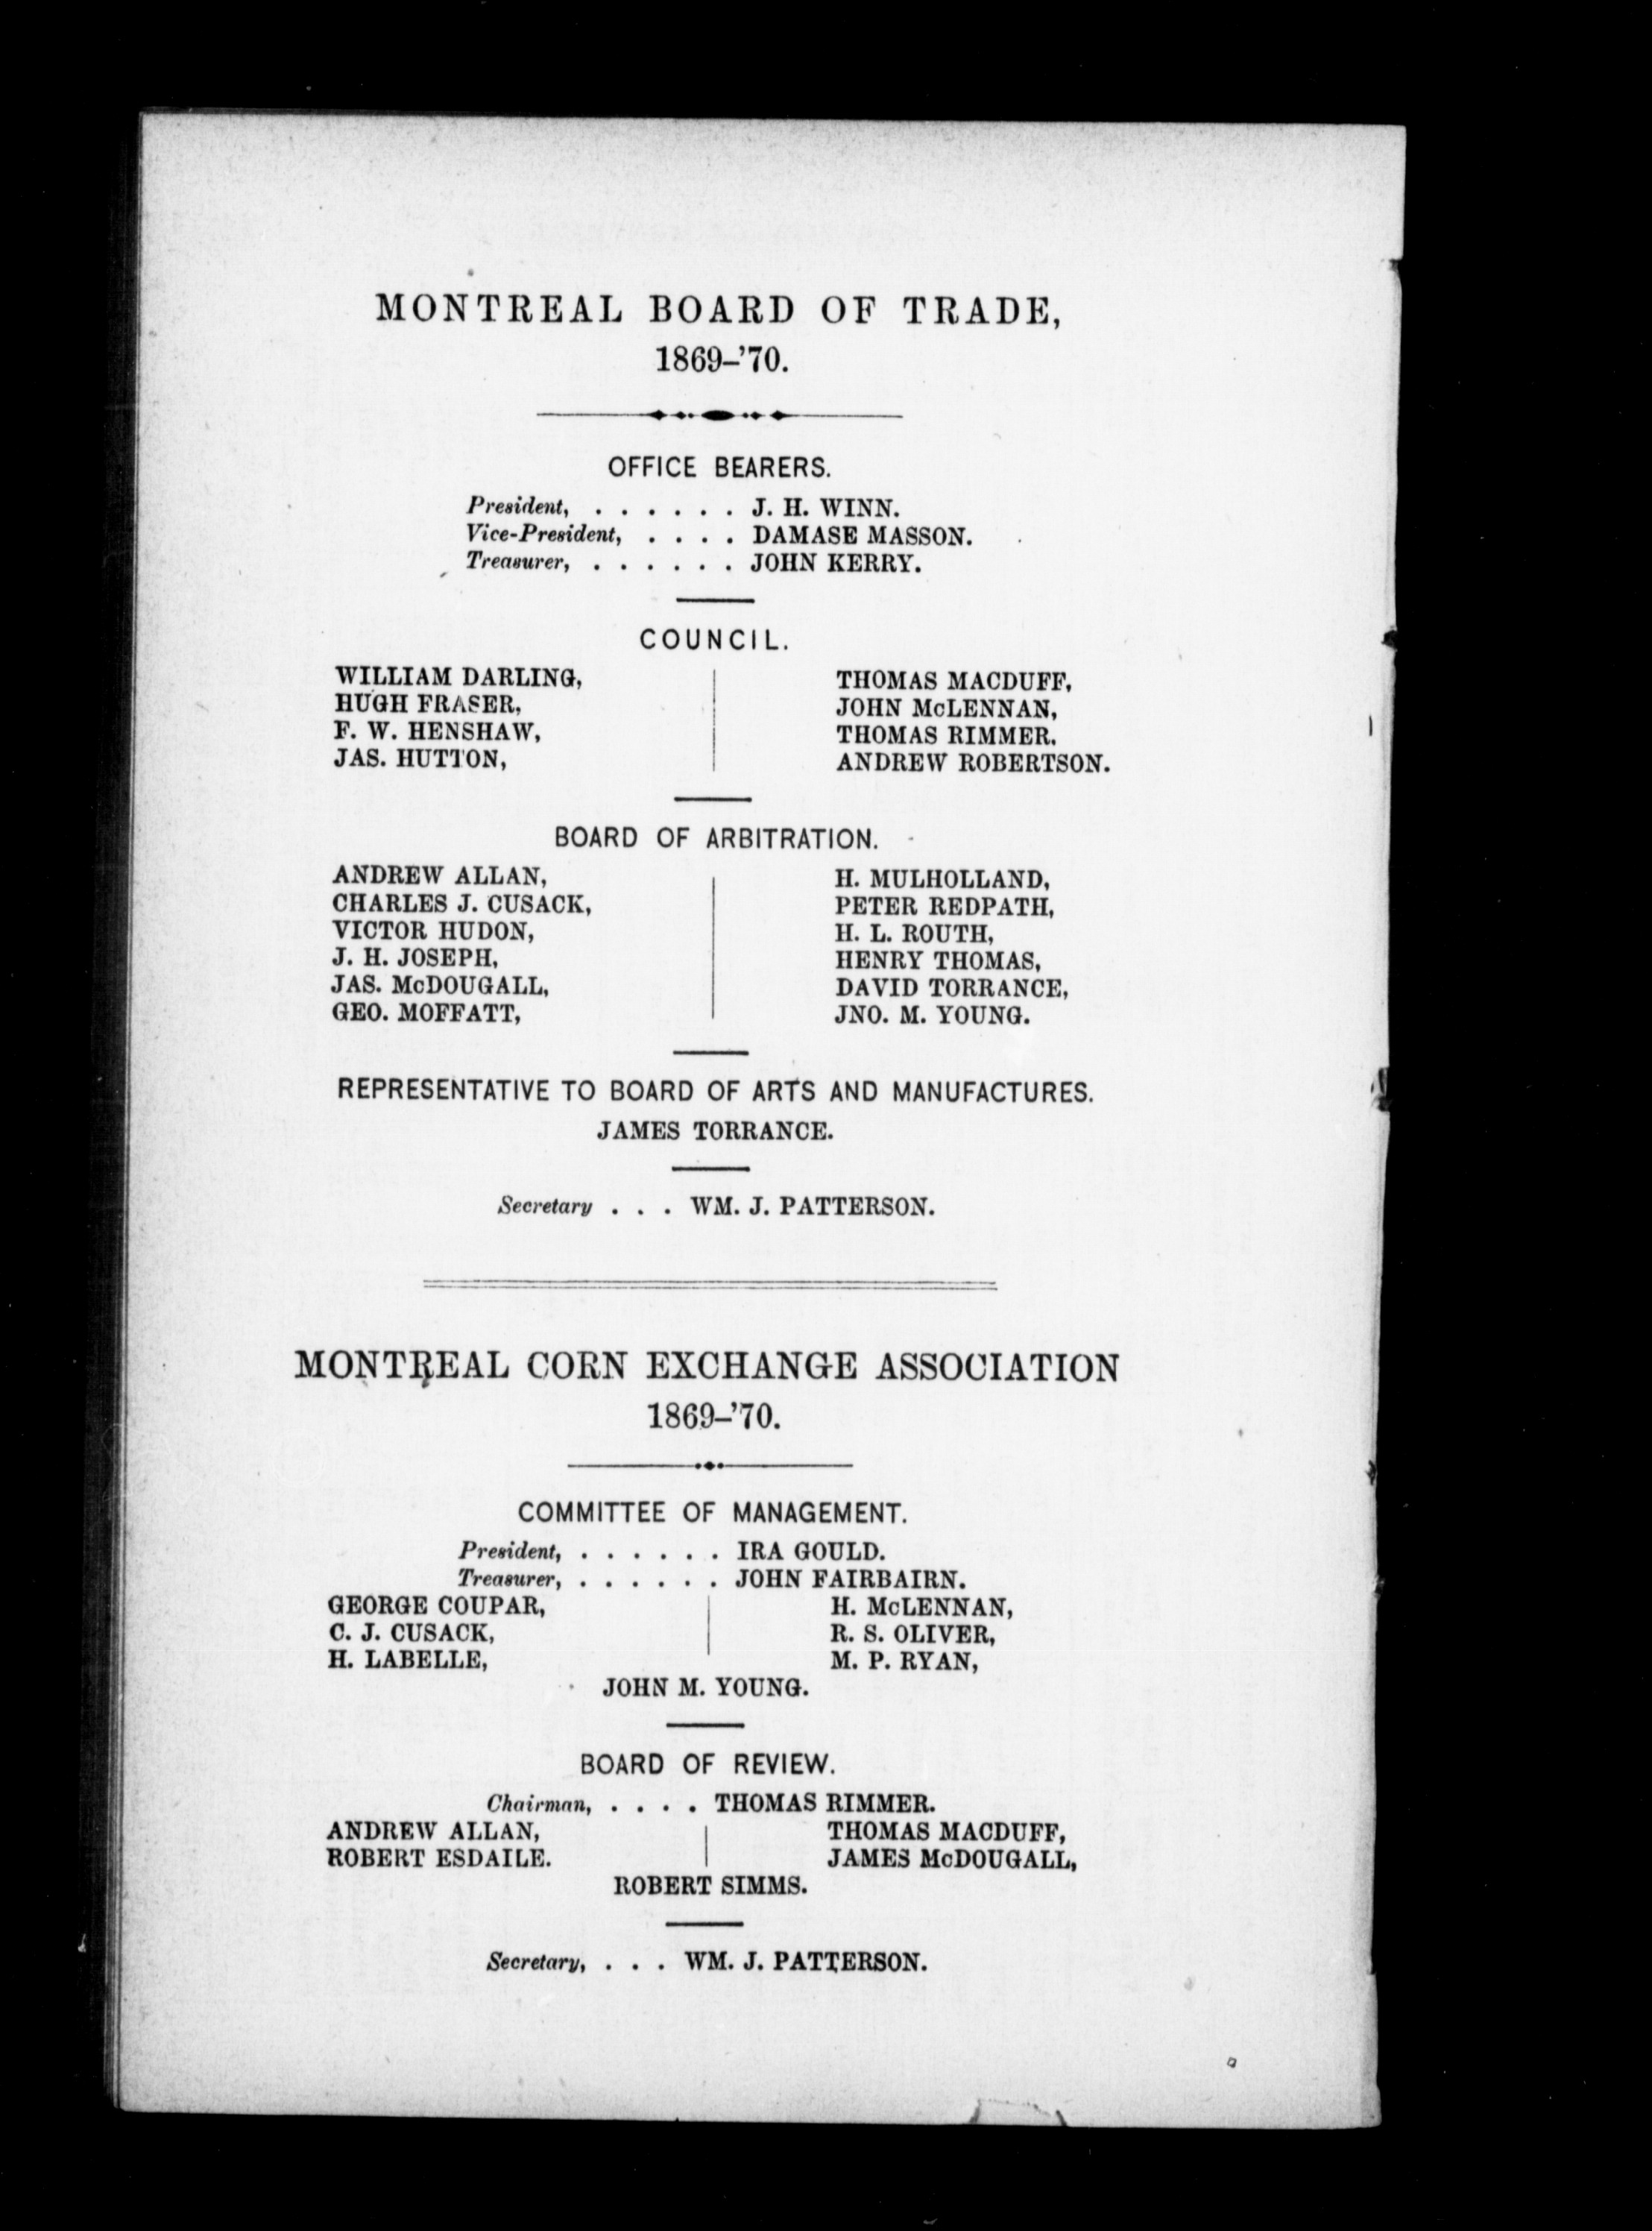 MONTREAL BOARD OF TRADE,
1869–'70.
OFFICE BEARERS.
President, . . . . . . J. H. WINN.
Vice-President, . . . . DAMASE MASSON.
Treasurer, . . . . . . JOHN KERRY.
COUNCIL.
WILLIAM DARLING,
HUGH FRASER,
F. W. HENSHAW,
JAS. HUTTON,
THOMAS MACDUFF,
JOHN McLENNAN,
THOMAS RIMMER.
ANDREW ROBERTSON.
BOARD OF ARBITRATION.
ANDREW ALLAN,
CHARLES J. CUSACK,
VICTOR HUDON,
J. H. JOSEPH,
JAS. McDOUGALL,
GEO. MOFFATT,
H. MULHOLLAND,
PETER REDPATH,
H. L. ROUTH,
HENRY THOMAS,
DAVID TORRANCE,
JNO. M. YOUNG.
REPRESENTATIVE TO BOARD OF ARTS AND MANUFACTURES.
JAMES TORRANCE.
Secretary . . . WM. J. PATTERSON.
MONTREAL CORN EXCHANGE ASSOCIATION
1869–'70.
COMMITTEE OF MANAGEMENT.
President, . . . . . . IRA GOULD.
Treasurer, . . . . . . JOHN FAIRBAIRN.
GEORGE COUPAR,
C. J. CUSACK,
H. LABELLE,
H. McLENNAN,
R. S. OLIVER,
M. P. RYAN,
JOHN M. YOUNG.
BOARD OF REVIEW.
Chairman, . . . . THOMAS RIMMER.
ANDREW ALLAN,
ROBERT ESDAILE.
THOMAS MACDUFF,
JAMES McDOUGALL,
ROBERT SIMMS.
Secretary, . . . WM. J. PATTERSON.